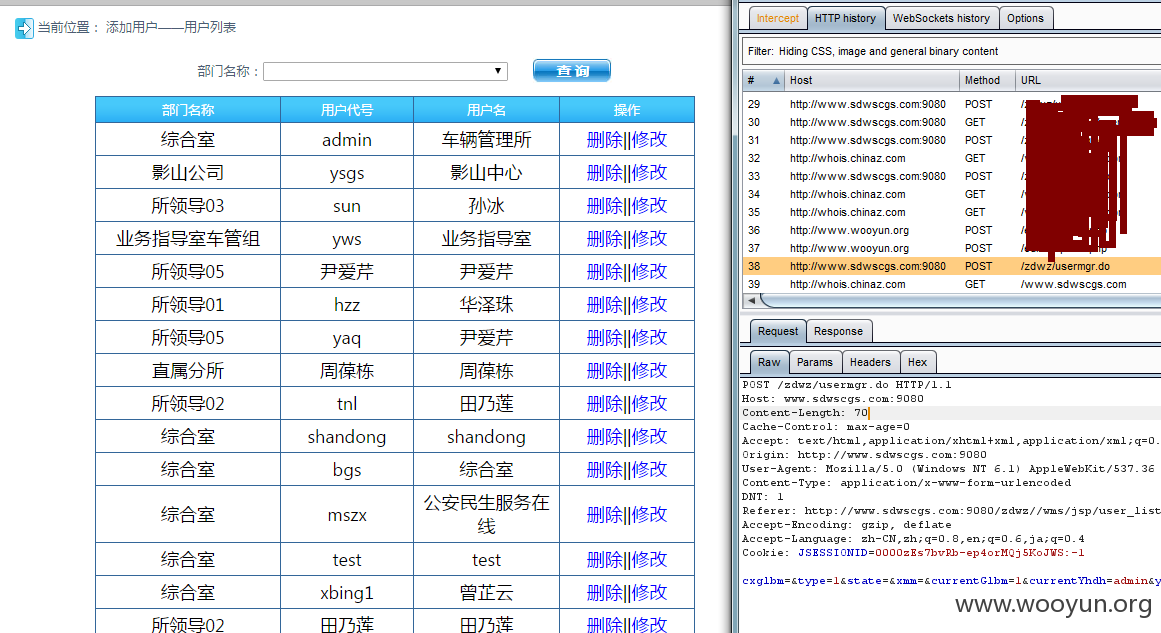 当前位置： 添加用户——用户列表
部门名称： 查 询
部门名称 用户代号 用户名 操作
综合室 admin 车辆管理所 删除||修改
影山公司 ysgs 影山中心 删除||修改
所领导03 sun 孙冰 删除||修改
业务指导室车管组 yws 业务指导室 删除||修改
所领导05 尹爱芹 尹爱芹 删除||修改
所领导01 hzz 华泽珠 删除||修改
所领导05 yaq 尹爱芹 删除||修改
直属分所 周葆栋 周葆栋 删除||修改
所领导02 tnl 田乃莲 删除||修改
综合室 shandong shandong 删除||修改
综合室 bgs 综合室 删除||修改
综合室 mszx 公安民生服务在 删除||修改
线
综合室 test test 删除||修改
综合室 xbing1 曾芷云 删除||修改
所领导02 田乃莲 田乃莲 删除||修改
Intercept HTTP history WebSockets history Options
Filter: Hiding CSS, image and general binary content
# Host Method URL
29 http://www.sdwscgs.com:9080 POST
30 http://www.sdwscgs.com:9080 GET
31 http://www.sdwscgs.com:9080 POST
32 http://whois.chinaz.com GET
33 http://www.sdwscgs.com:9080 POST
34 http://whois.chinaz.com GET
35 http://whois.chinaz.com GET
36 http://www.wooyun.org POST
37 http://www.wooyun.org POST
38 http://www.sdwscgs.com:9080 POST /zdwz/usermgr.do
39 http://whois.chinaz.com GET /www.sdwscgs.com
Request Response
Raw Params Headers Hex
POST /zdwz/usermgr.do HTTP/1.1
Host: www.sdwscgs.com:9080
Content-Length: 70
Cache-Control: max-age=0
Accept: text/html,application/xhtml+xml,application/xml;q=0.
Origin: http://www.sdwscgs.com:9080
User-Agent: Mozilla/5.0 (Windows NT 6.1) AppleWebKit/537.36
Content-Type: application/x-www-form-urlencoded
DNT: 1
Referer: http://www.sdwscgs.com:9080/zdwz//wms/jsp/user_list
Accept-Encoding: gzip, deflate
Accept-Language: zh-CN,zh;q=0.8,en;q=0.6,ja;q=0.4
Cookie: JSESSIONID=0000zEs7bvRb-ep4orMQj5KoJWS:-1
cxglbm=&type=1&state=&xmm=&currentGlbm=1&currentYhdh=admin&y
www.wooyun.org